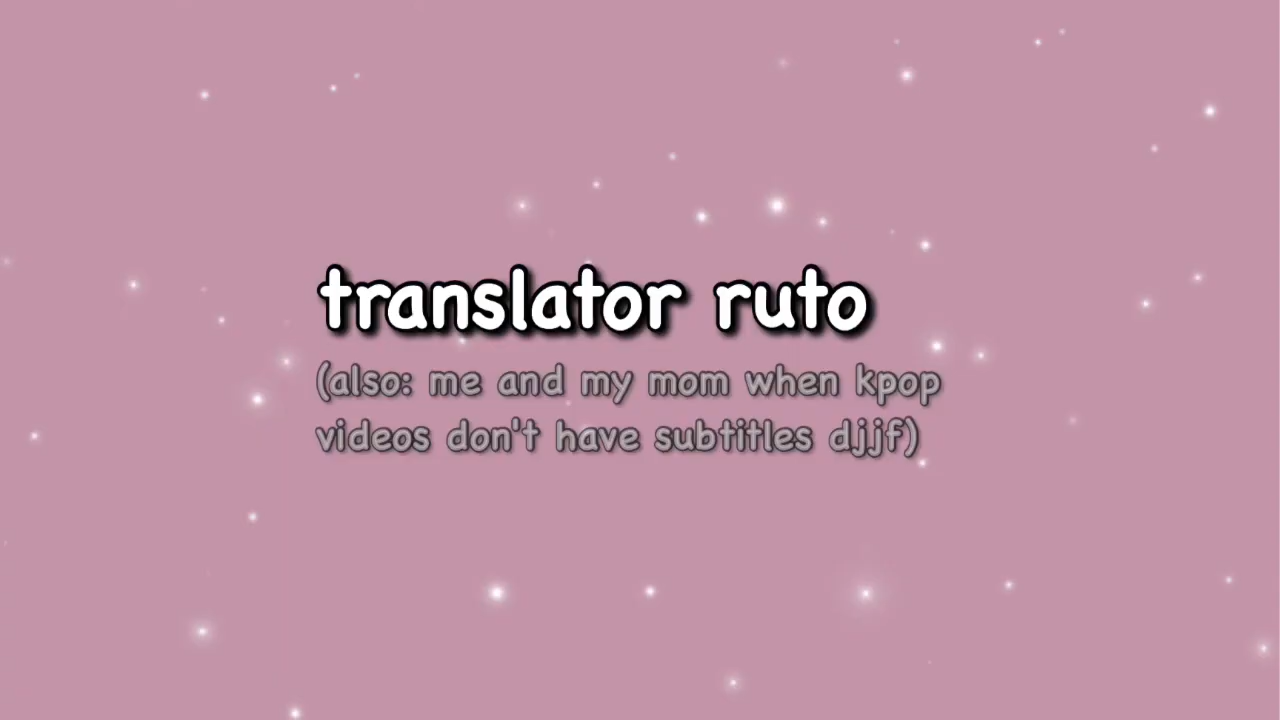 translator ruto
(also: me and my mom when kpop
videos don't have subtitles djjf)